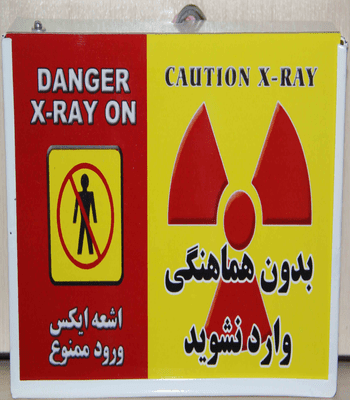 DANGER
X-RAY ON
اشعه ایکس
ورود ممنوع
CAUTION X-RAY
بدون هماهنگی
وارد نشوید